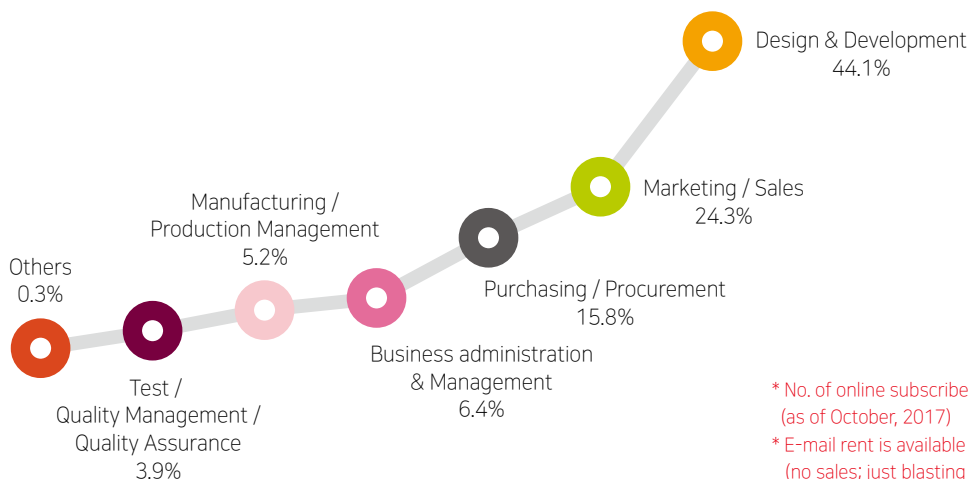 Design & Development
44.1%
Marketing / Sales
24.3%
Manufacturing /
Production Management
5.2%
Others
0.3%
Purchasing / Procurement
15.8%
Business administration
& Management
6.4%
Test /
Quality Management /
Quality Assurance
3.9%
* No. of online subscribe
(as of October, 2017)
* E-mail rent is available
(no sales; just blasting